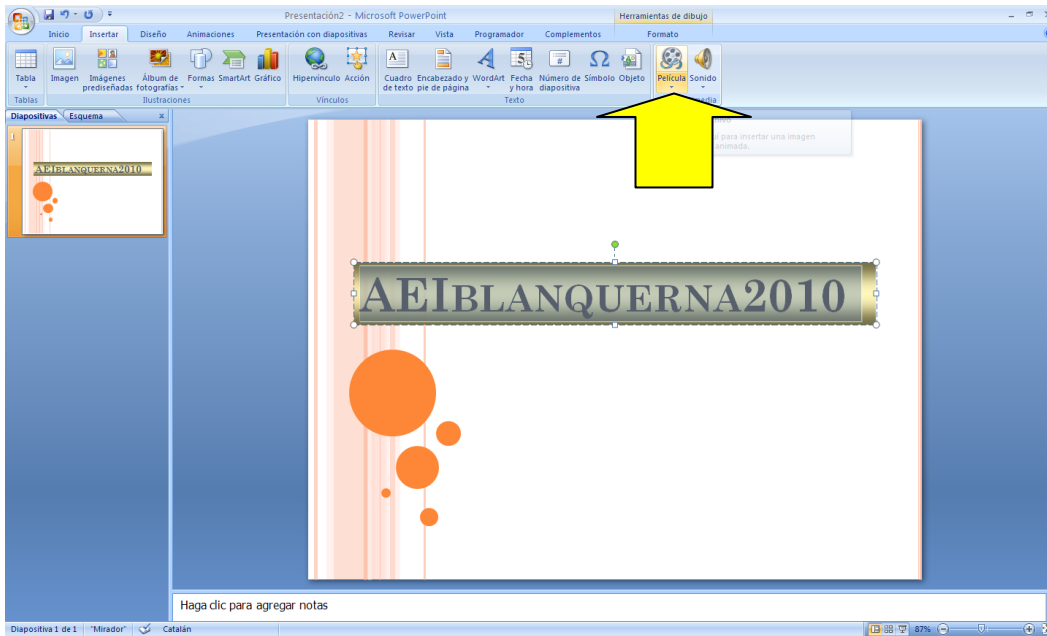 Presentación2 - Microsoft PowerPoint
Herramientas de dibujo
Inicio Insertar Diseño Animaciones Presentación con diapositivas Revisar Vista Programador Complementos Formato
Tabla Imagen Imágenes prediseñadas Álbum de fotografías Formas SmartArt Gráfico Hipervínculo Acción Cuadro de texto Encabezado y pie de página WordArt Fecha y hora Número de diapositiva Símbolo Objeto Película Sonido
Tablas Ilustraciones Vínculos Texto
Diapositivas Esquema x
para insertar una imagen
animada.
1
AEIBLANQUERNA2010
AEIBLANQUERNA2010
Haga clic para agregar notas
Diapositiva 1 de 1 "Mirador" Catalán 87%